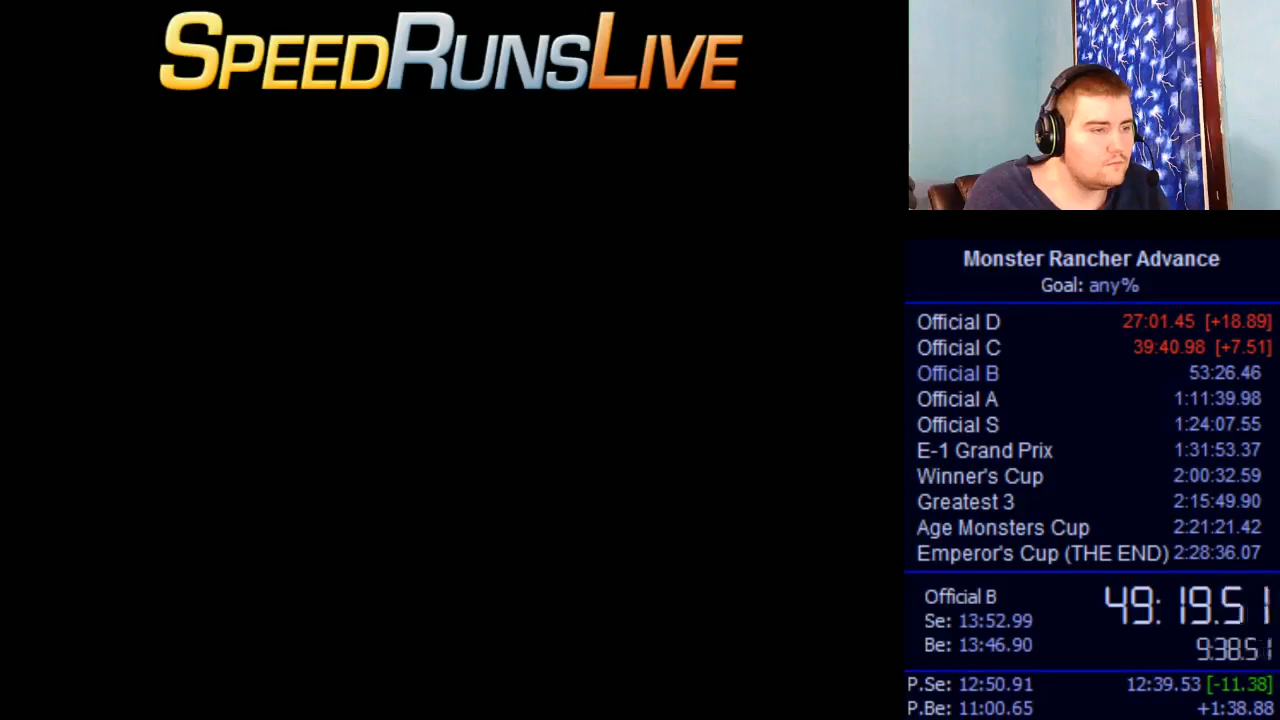 SPEEDRUNSLIVE
Monster Rancher Advance
Goal: any%
Official D 27:01.45 [+18.89]
Official C 39:40.98 [+7.51]
Official B 53:26.46
Official A 1:11:39.98
Official S 1:24:07.55
E-1 Grand Prix 1:31:53.37
Winner's Cup 2:00:32.59
Greatest 3 2:15:49.90
Age Monsters Cup 2:21:21.42
Emperor's Cup (THE END) 2:28:36.07
Official B 49:19.51
Se: 13:52.99
Be: 13:46.90 9:38.51
P.Se: 12:50.91 12:39.53 [-11.38]
P.Be: 11:00.65 +1:38.88